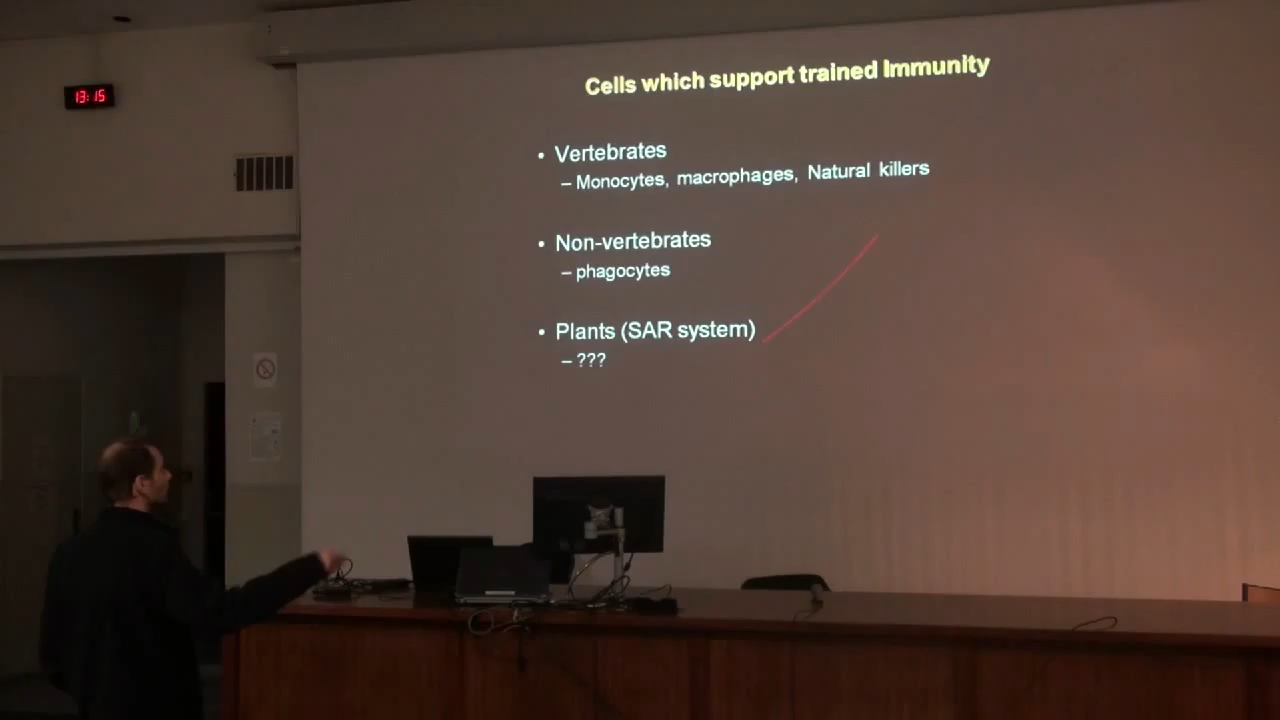 13:15
Cells which support trained Immunity
• Vertebrates
– Monocytes, macrophages, Natural killers
• Non-vertebrates
– phagocytes
• Plants (SAR system)
– ???